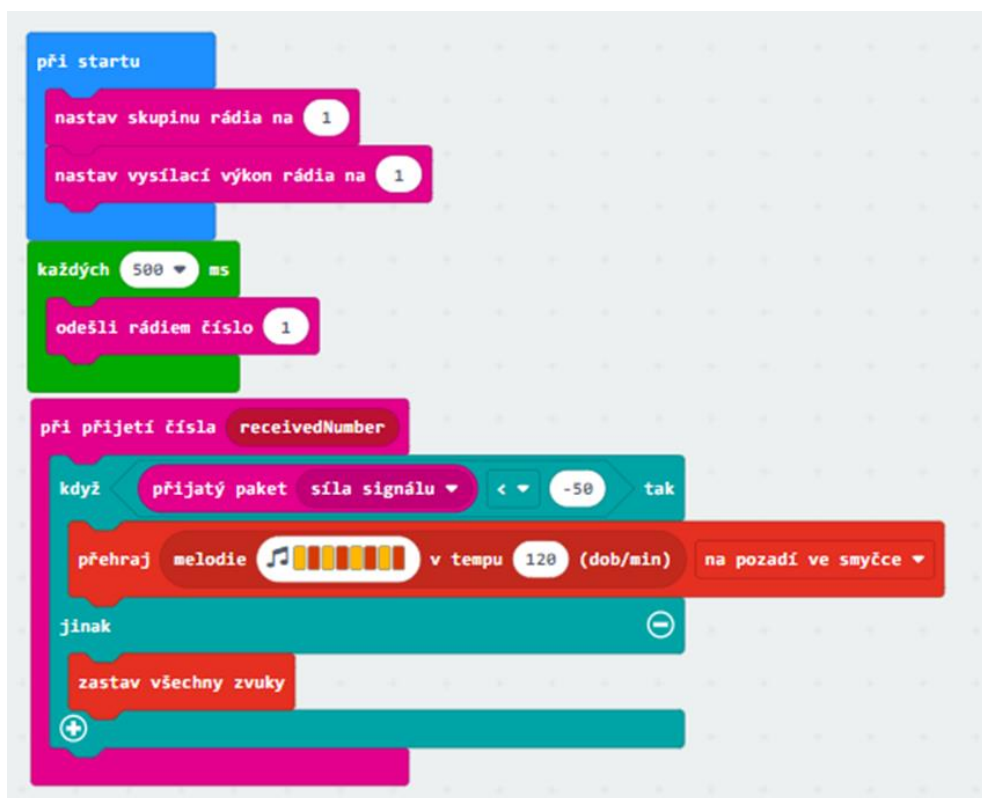 při startu
nastav skupinu rádia na 1
nastav vysílací výkon rádia na 1
každých 500 ms
odešli rádiem číslo 1
při přijetí čísla receivedNumber
když přijatý paket síla signálu < -50 tak
přehraj melodie v tempu 120 (dob/min) na pozadí ve smyčce
jinak
zastav všechny zvuky